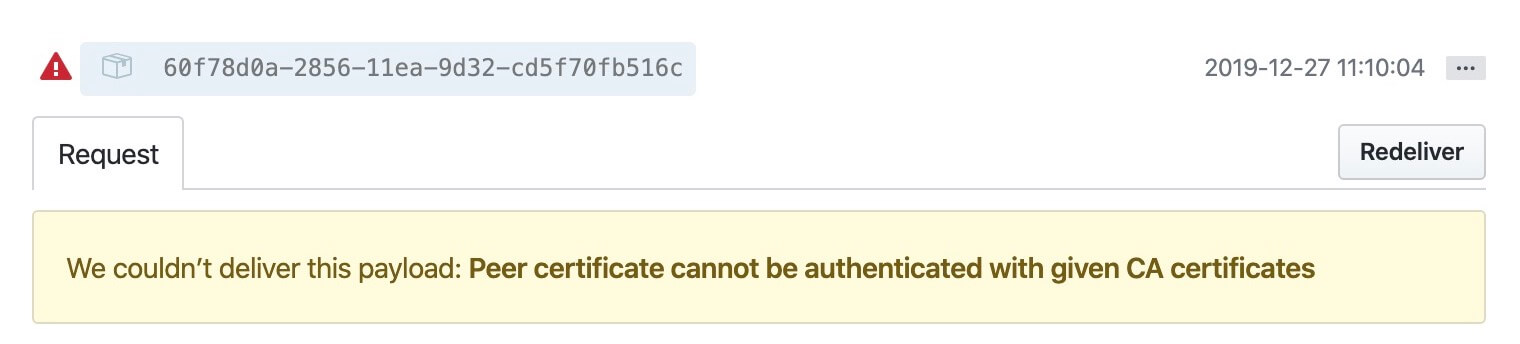 60f78d0a-2856-11ea-9d32-cd5f70fb516c 2019-12-27 11:10:04 ...
Request Redeliver
We couldn’t deliver this payload: Peer certificate cannot be authenticated with given CA certificates